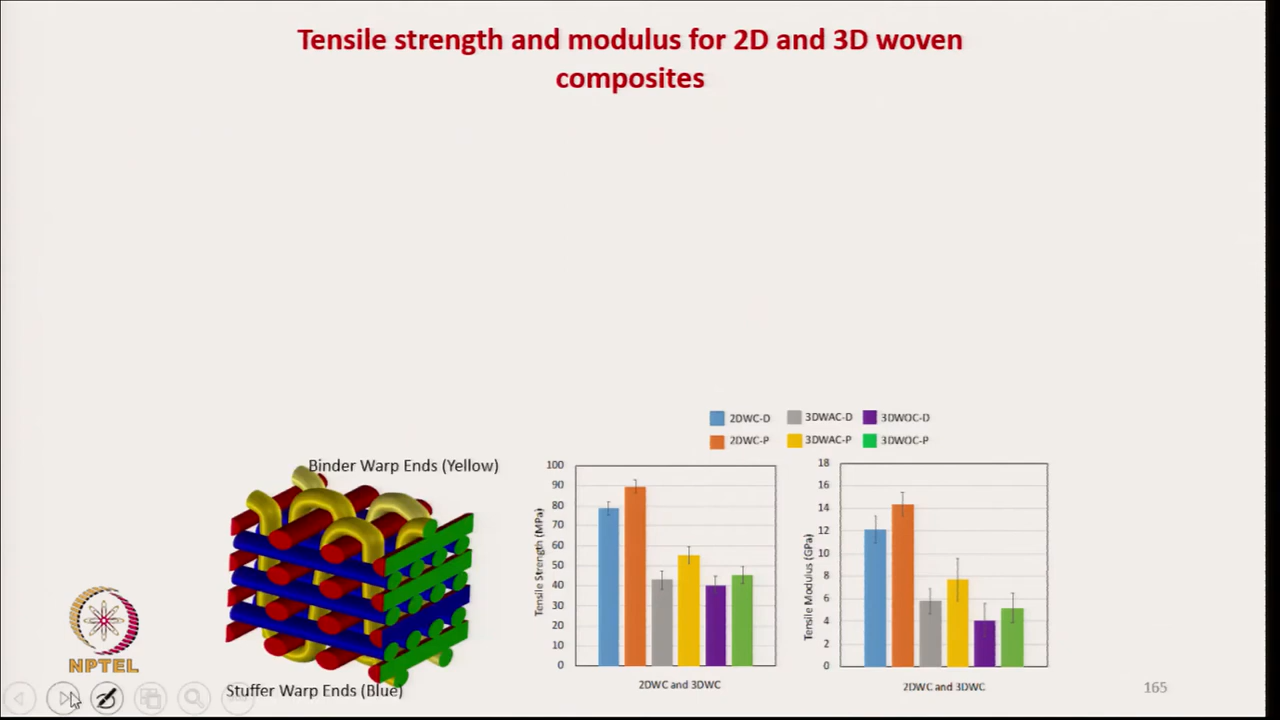 Tensile strength and modulus for 2D and 3D woven
composites
2DWC-D
3DWAC-D
3DWOC-D
2DWC-P
3DWAC-P
3DWOC-P
Binder Warp Ends (Yellow)
Stuffer Warp Ends (Blue)
Tensile Strength (MPa)
100
90
80
70
60
50
40
30
20
10
0
2DWC and 3DWC
Tensile Modulus (GPa)
18
16
14
12
10
8
6
4
2
0
2DWC and 3DWC
NPTEL
165